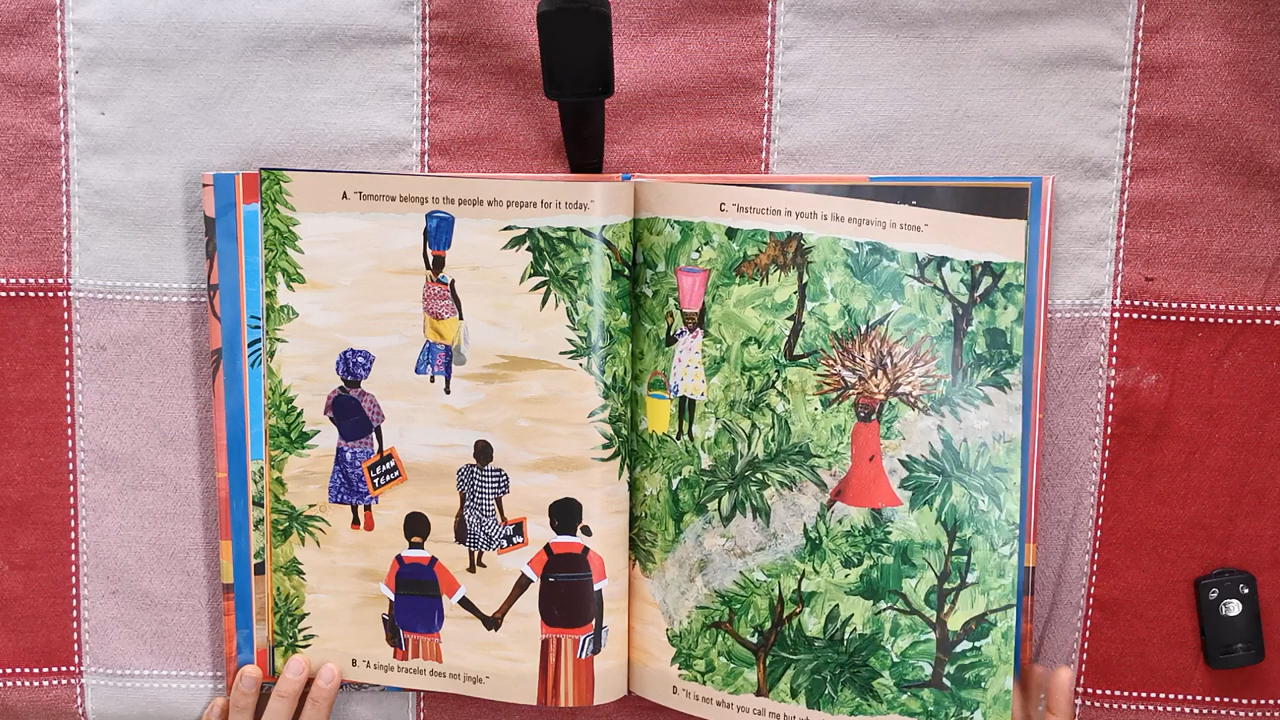 A. "Tomorrow belongs to the people who prepare for it today."
LEARN
TEACH
B. "A single bracelet does not jingle."
C. "Instruction in youth is like engraving in stone."
D. "It is not what you call me but